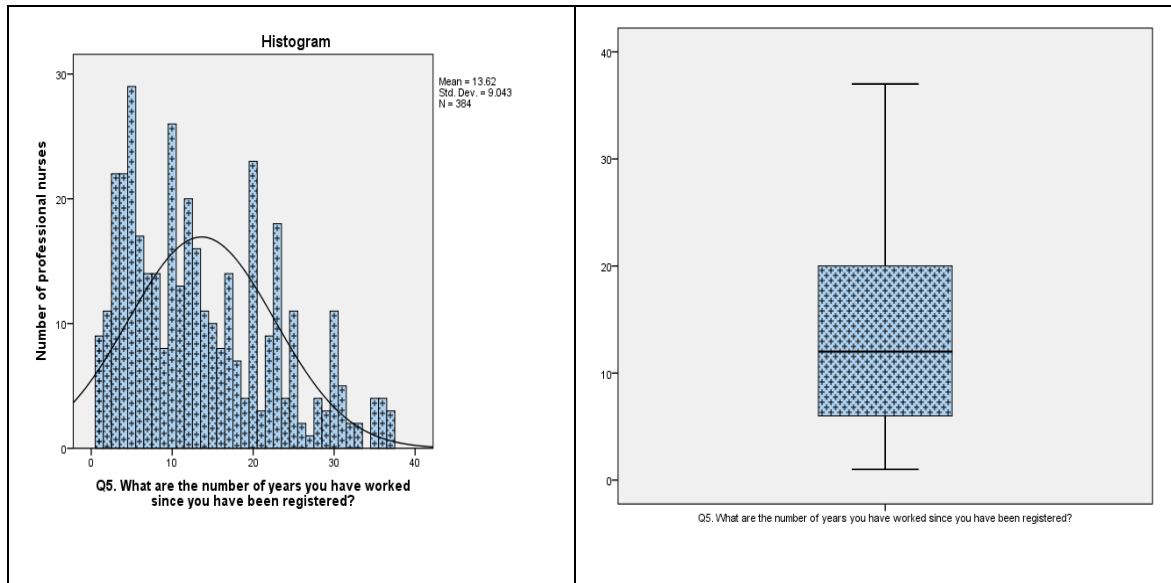 Histogram
Mean = 13.62
Std. Dev. = 9.043
N = 384
Number of professional nurses
30
20
10
0
0 10 20 30 40
Q5. What are the number of years you have worked
since you have been registered?
40
30
20
10
0
Q5. What are the number of years you have worked since you have been registered?